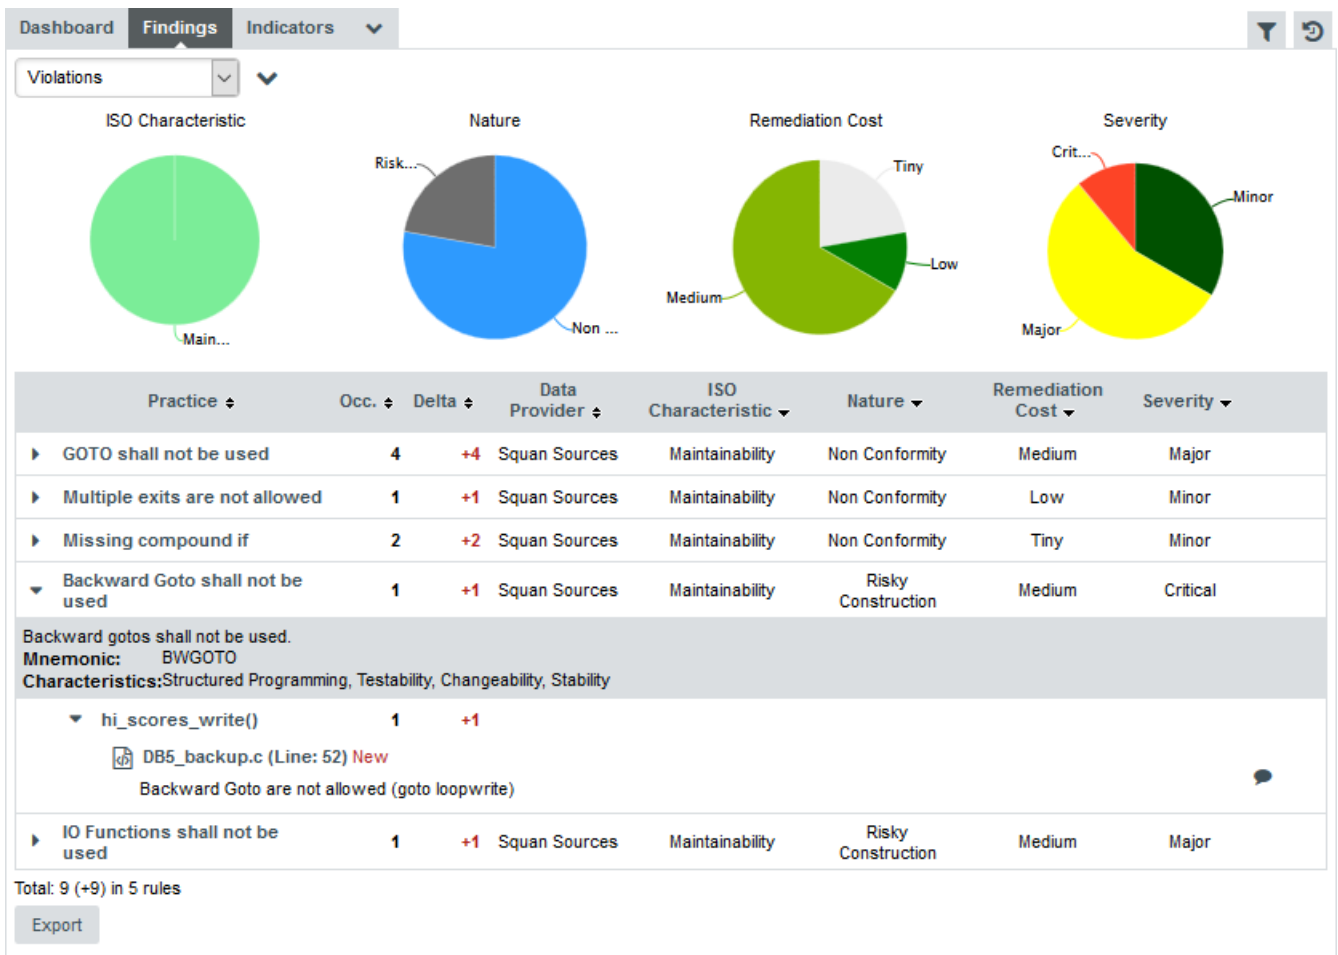 Dashboard Findings Indicators
Violations
ISO Characteristic
Nature
Remediation Cost
Severity
Main...
Risk...
Non ...
Tiny
Low
Medium
Crit...
Minor
Major
Practice Occ. Delta Data Provider ISO Characteristic Nature Remediation Cost Severity
GOTO shall not be used 4 +4 Squan Sources Maintainability Non Conformity Medium Major
Multiple exits are not allowed 1 +1 Squan Sources Maintainability Non Conformity Low Minor
Missing compound if 2 +2 Squan Sources Maintainability Non Conformity Tiny Minor
Backward Goto shall not be used 1 +1 Squan Sources Maintainability Risky Construction Medium Critical
Backward gotos shall not be used.
Mnemonic: BWGOTO
Characteristics:Structured Programming, Testability, Changeability, Stability
hi_scores_write() 1 +1
DB5_backup.c (Line: 52) New
Backward Goto are not allowed (goto loopwrite)
IO Functions shall not be used 1 +1 Squan Sources Maintainability Risky Construction Medium Major
Total: 9 (+9) in 5 rules
Export